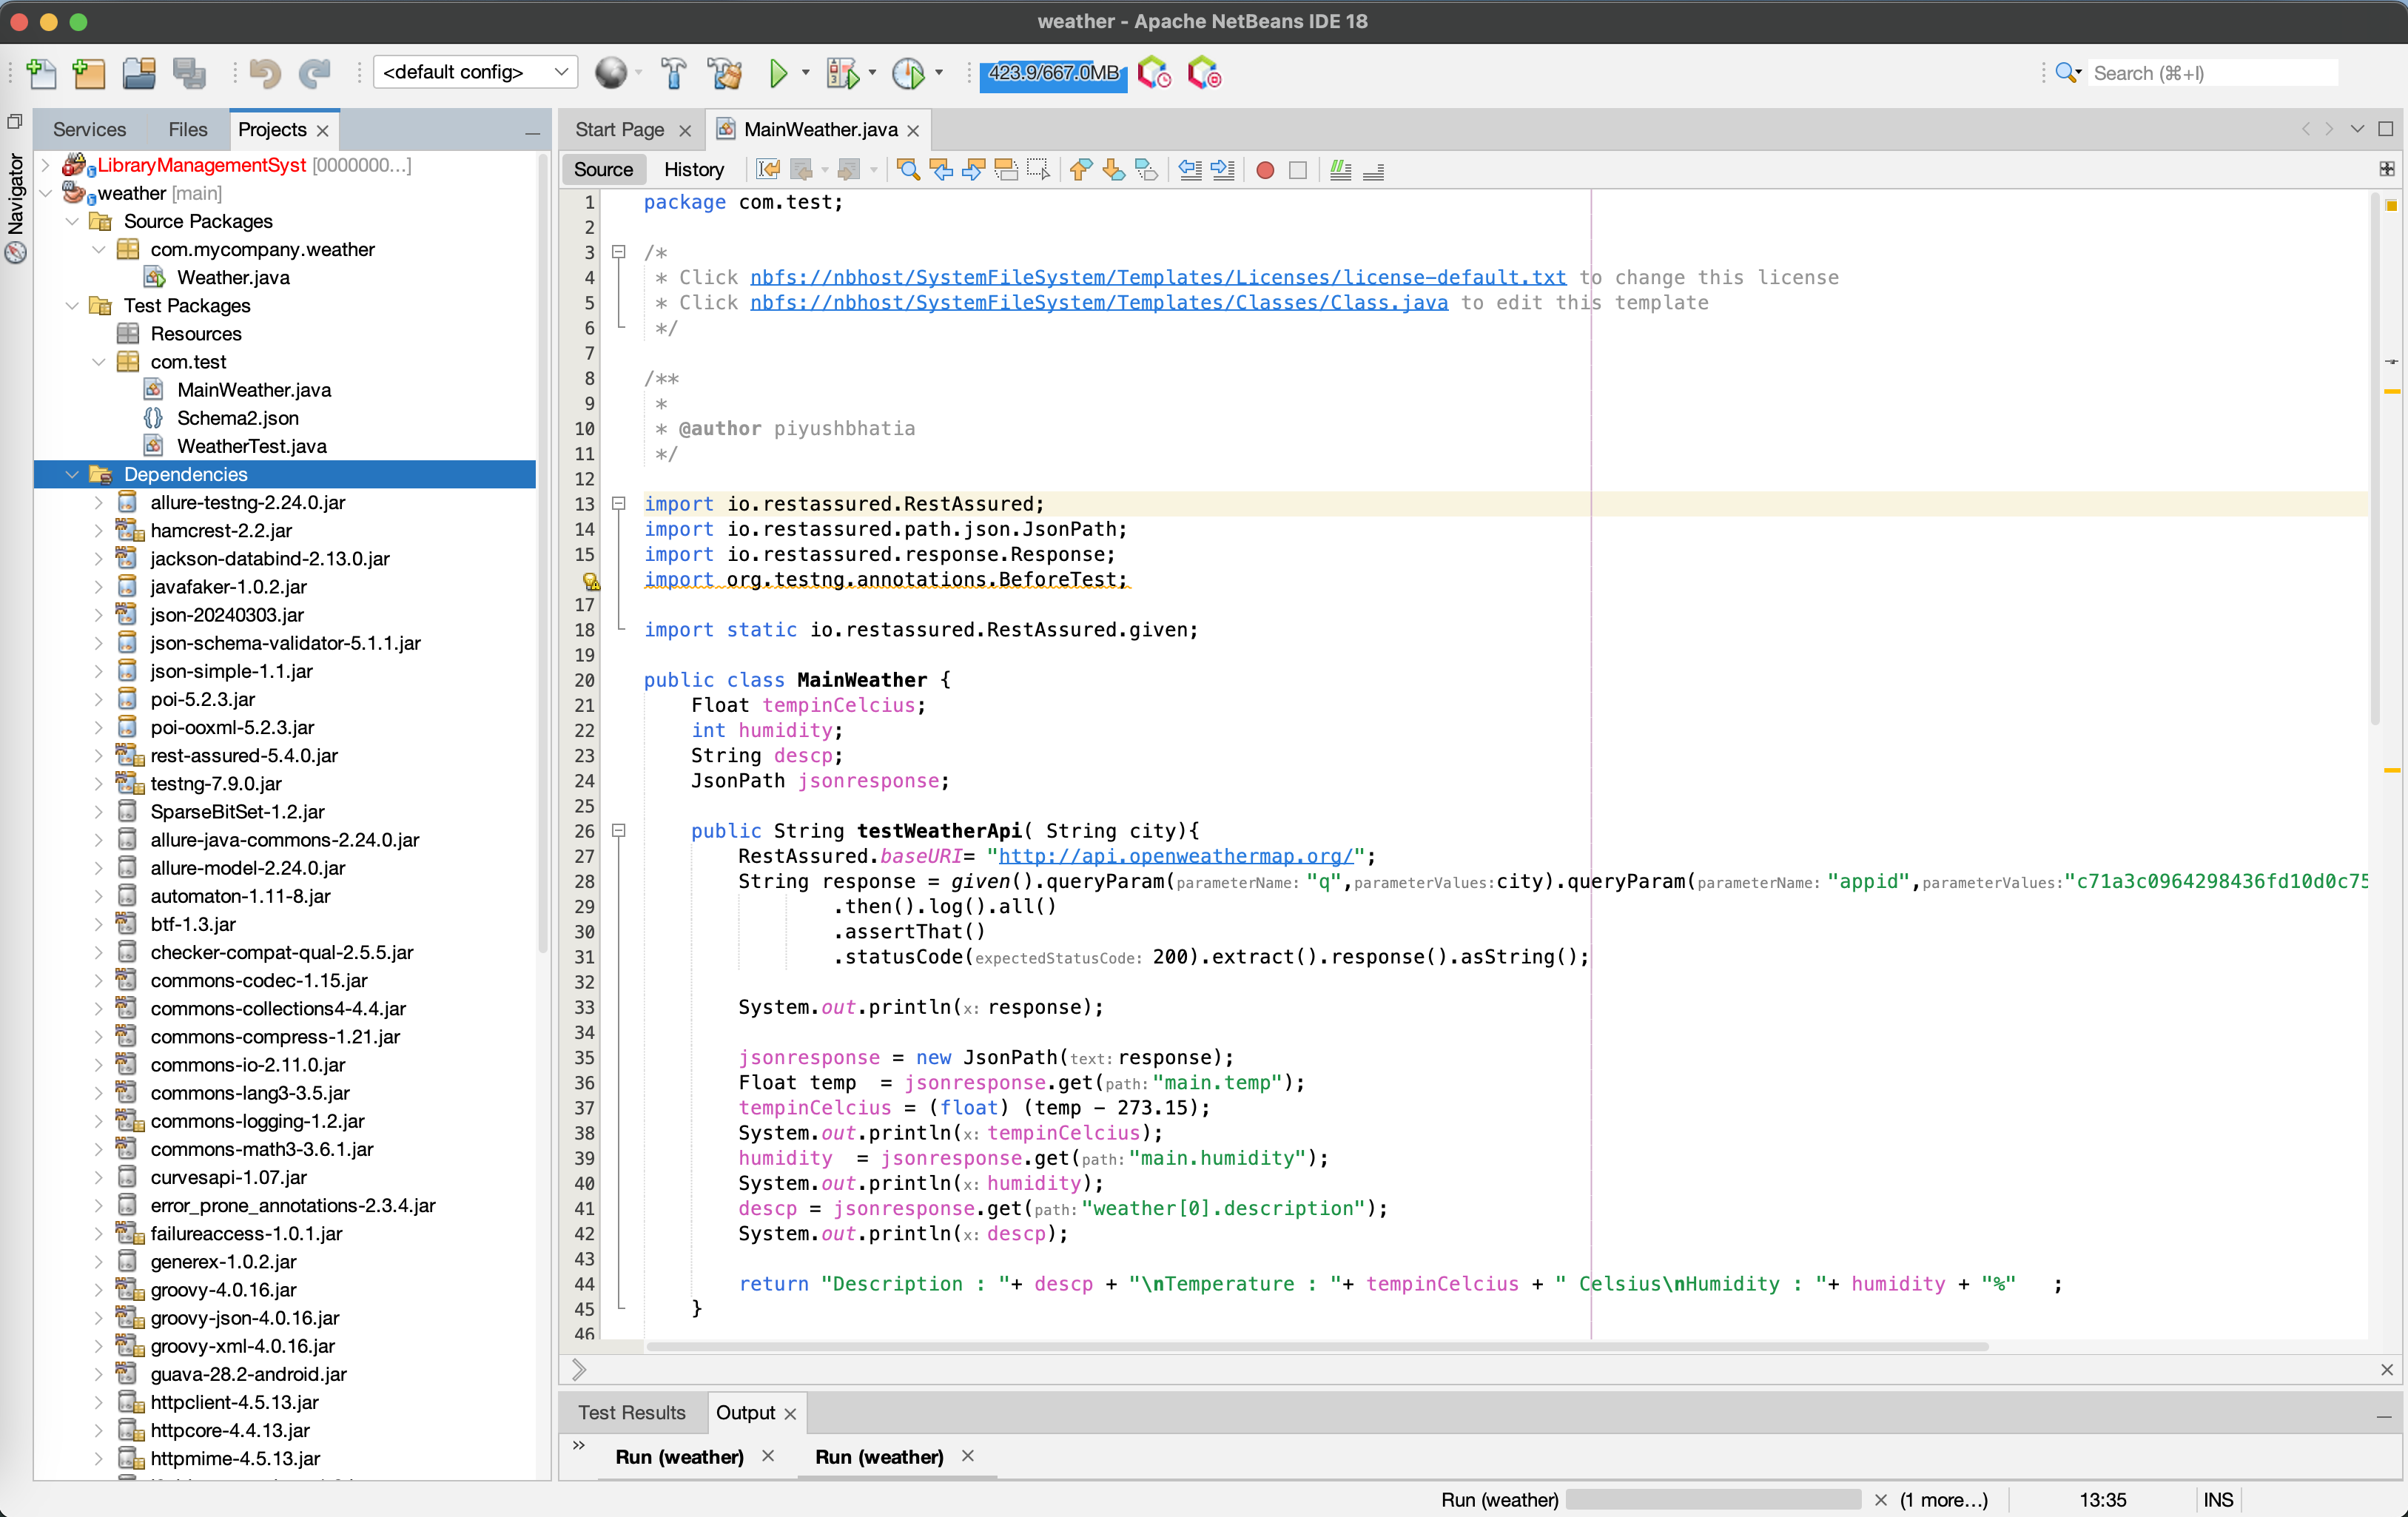 weather - Apache NetBeans IDE 18
<default config>
423.9/667.0MB
Search (⌘+I)
Navigator
Services
Files
Projects
LibraryManagementSyst [0000000...]
weather [main]
Source Packages
com.mycompany.weather
Weather.java
Test Packages
Resources
com.test
MainWeather.java
Schema2.json
WeatherTest.java
Dependencies
allure-testng-2.24.0.jar
hamcrest-2.2.jar
jackson-databind-2.13.0.jar
javafaker-1.0.2.jar
json-20240303.jar
json-schema-validator-5.1.1.jar
json-simple-1.1.jar
poi-5.2.3.jar
poi-ooxml-5.2.3.jar
rest-assured-5.4.0.jar
testng-7.9.0.jar
SparseBitSet-1.2.jar
allure-java-commons-2.24.0.jar
allure-model-2.24.0.jar
automaton-1.11-8.jar
btf-1.3.jar
checker-compat-qual-2.5.5.jar
commons-codec-1.15.jar
commons-collections4-4.4.jar
commons-compress-1.21.jar
commons-io-2.11.0.jar
commons-lang3-3.5.jar
commons-logging-1.2.jar
commons-math3-3.6.1.jar
curvesapi-1.07.jar
error_prone_annotations-2.3.4.jar
failureaccess-1.0.1.jar
generex-1.0.2.jar
groovy-4.0.16.jar
groovy-json-4.0.16.jar
groovy-xml-4.0.16.jar
guava-28.2-android.jar
httpclient-4.5.13.jar
httpcore-4.4.13.jar
httpmime-4.5.13.jar
Start Page
MainWeather.java
Source
History
1 package com.test;
2
3 /*
4 * Click nbfs://nbhost/SystemFileSystem/Templates/Licenses/license-default.txt to change this license
5 * Click nbfs://nbhost/SystemFileSystem/Templates/Classes/Class.java to edit this template
6 */
7
8 /**
9 *
10 * @author piyushbhatia
11 */
12
13 import io.restassured.RestAssured;
14 import io.restassured.path.json.JsonPath;
15 import io.restassured.response.Response;
import org.testng.annotations.BeforeTest;
17
18 import static io.restassured.RestAssured.given;
19
20 public class MainWeather {
21 Float tempinCelcius;
22 int humidity;
23 String descp;
24 JsonPath jsonresponse;
25
26 public String testWeatherApi( String city){
27 RestAssured.baseURI= "http://api.openweathermap.org/";
28 String response = given().queryParam(parameterName: "q",parameterValues:city).queryParam(parameterName: "appid",parameterValues:"c71a3c0964298436fd10d0c75
29 .then().log().all()
30 .assertThat()
31 .statusCode(expectedStatusCode: 200).extract().response().asString();
32
33 System.out.println(x: response);
34
35 jsonresponse = new JsonPath(text: response);
36 Float temp  = jsonresponse.get(path: "main.temp");
37 tempinCelcius = (float) (temp - 273.15);
38 System.out.println(x: tempinCelcius);
39 humidity  = jsonresponse.get(path: "main.humidity");
40 System.out.println(x: humidity);
41 descp = jsonresponse.get(path: "weather[0].description");
42 System.out.println(x: descp);
43
44 return "Description : "+ descp + "\nTemperature : "+ tempinCelcius + " Celsius\nHumidity : "+ humidity + "%"   ;
45 }
46
Test Results
Output
Run (weather)
Run (weather)
Run (weather)
(1 more...)
13:35
INS